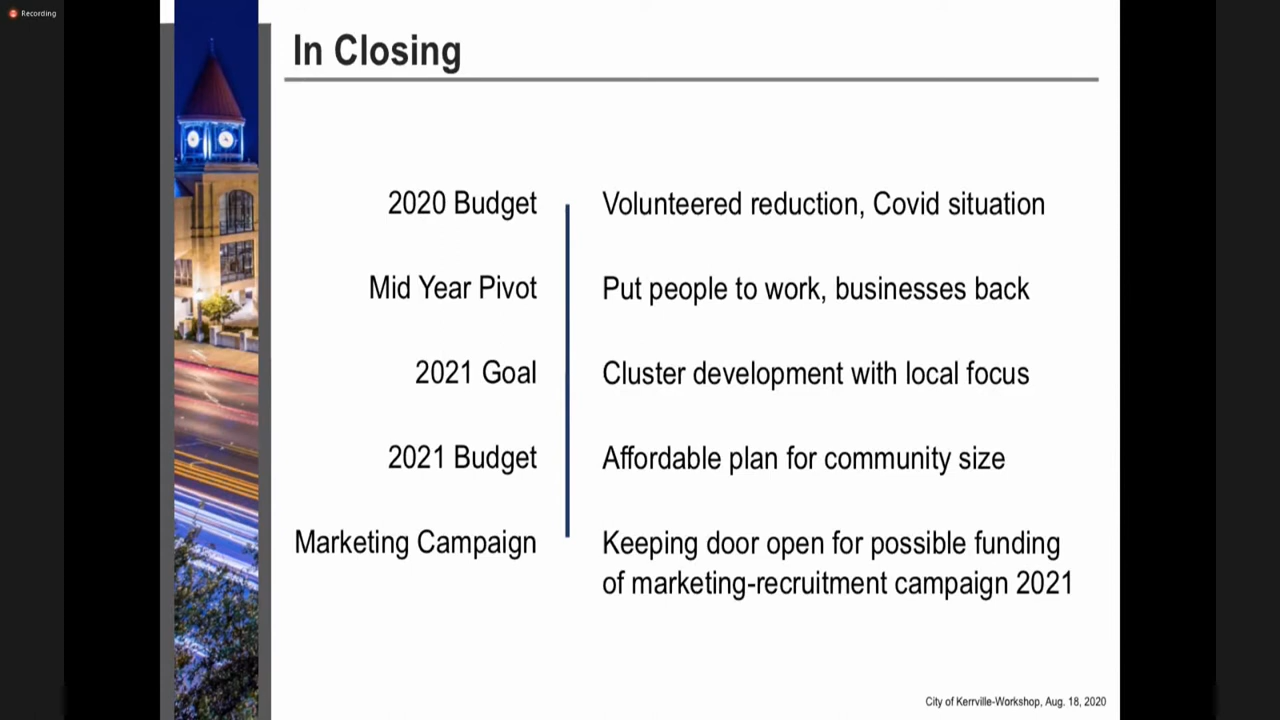 Recording
In Closing
2020 Budget
Volunteered reduction, Covid situation
Mid Year Pivot
Put people to work, businesses back
2021 Goal
Cluster development with local focus
2021 Budget
Affordable plan for community size
Marketing Campaign
Keeping door open for possible funding
of marketing-recruitment campaign 2021
City of Kerrville-Workshop, Aug. 18, 2020